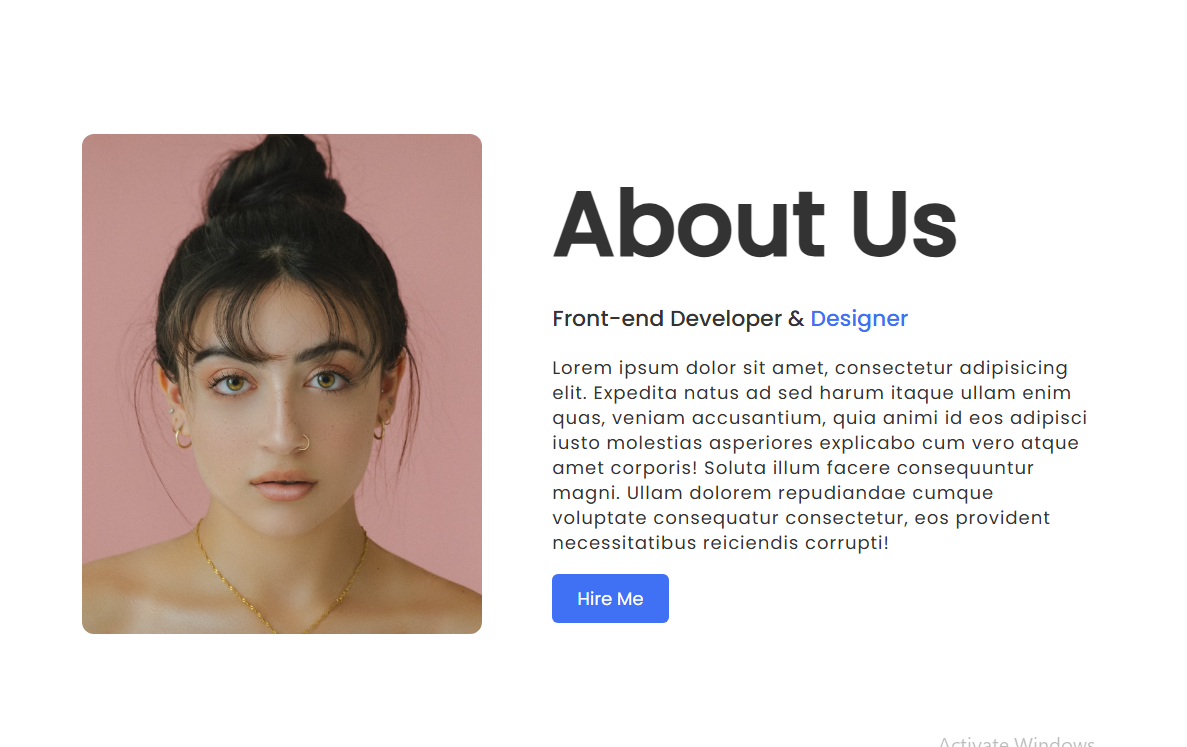 About Us
Front-end Developer & Designer
Lorem ipsum dolor sit amet, consectetur adipisicing
elit. Expedita natus ad sed harum itaque ullam enim
quas, veniam accusantium, quia animi id eos adipisci
iusto molestias asperiores explicabo cum vero atque
amet corporis! Soluta illum facere consequuntur
magni. Ullam dolorem repudiandae cumque
voluptate consequatur consectetur, eos provident
necessitatibus reiciendis corrupti!
Hire Me
Activate Windows